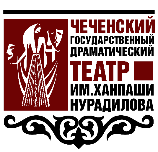 ЧЕЧЕНСКИЙ
ГОСУДАРСТВЕННЫЙ
ДРАМАТИЧЕСКИЙ
ТЕАТР
ИМ.ХАНПАШИ
НУРАДИЛОВА